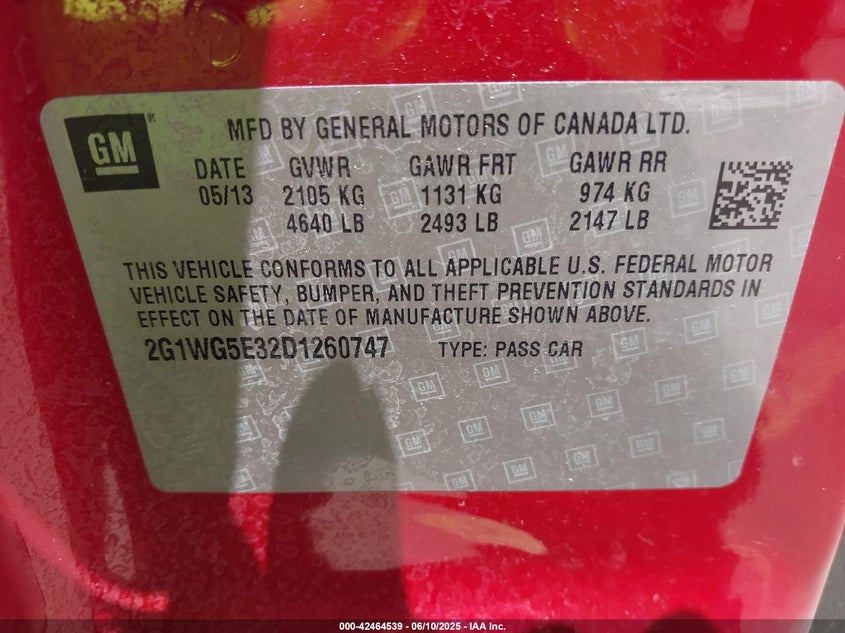 GM ®
MFD BY GENERAL MOTORS OF CANADA LTD.
DATE GVWR GAWR FRT GAWR RR
05/13 2105 KG 1131 KG 974 KG
4640 LB 2493 LB 2147 LB
THIS VEHICLE CONFORMS TO ALL APPLICABLE U.S. FEDERAL MOTOR
VEHICLE SAFETY, BUMPER, AND THEFT PREVENTION STANDARDS IN
EFFECT ON THE DATE OF MANUFACTURE SHOWN ABOVE.
2G1WG5E32D1260747 TYPE: PASS CAR
000-42464539 - 06/10/2025 - IAA Inc.